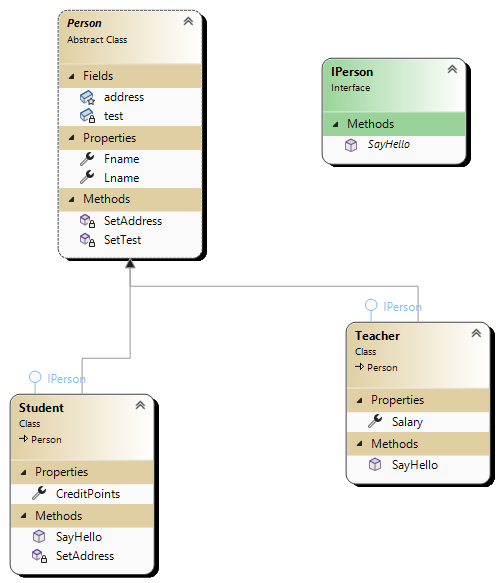 Person
Abstract Class
Fields
address
test
Properties
Fname
Lname
Methods
SetAddress
SetTest
IPerson
Interface
Methods
SayHello
IPerson
Teacher
Class
Person
Properties
Salary
Methods
SayHello
IPerson
Student
Class
Person
Properties
CreditPoints
Methods
SayHello
SetAddress